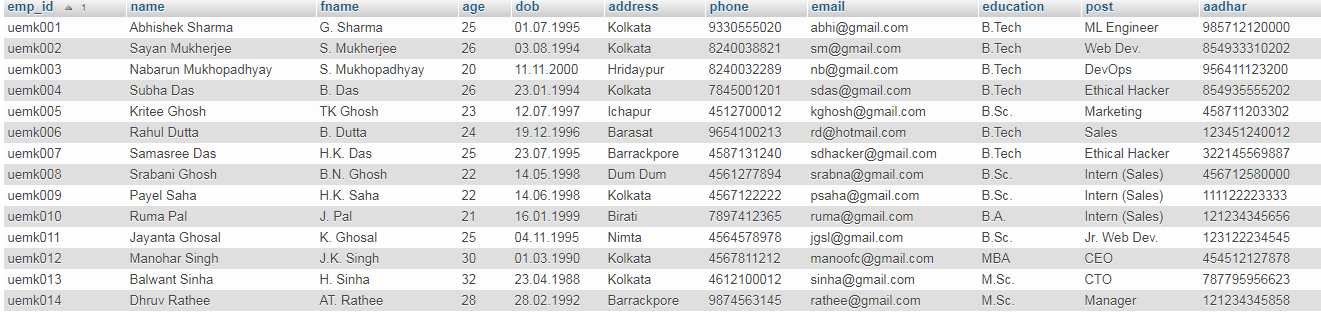 emp_id 1 name fname age dob address phone email education post aadhar
uemk001 Abhishek Sharma G. Sharma 25 01.07.1995 Kolkata 9330555020 abhi@gmail.com B.Tech ML Engineer 985712120000
uemk002 Sayan Mukherjee S. Mukherjee 26 03.08.1994 Kolkata 8240038821 sm@gmail.com B.Tech Web Dev. 854933310202
uemk003 Nabarun Mukhopadhyay S. Mukhopadhyay 20 11.11.2000 Hridaypur 8240032289 nb@gmail.com B.Tech DevOps 956411123200
uemk004 Subha Das B. Das 26 23.01.1994 Kolkata 7845001201 sdas@gmail.com B.Tech Ethical Hacker 854935555202
uemk005 Kritee Ghosh TK Ghosh 23 12.07.1997 Ichapur 4512700012 kghosh@gmail.com B.Sc. Marketing 458711203302
uemk006 Rahul Dutta B. Dutta 24 19.12.1996 Barasat 9654100213 rd@hotmail.com B.Tech Sales 123451240012
uemk007 Samasree Das H.K. Das 25 23.07.1995 Barrackpore 4587131240 sdhacker@gmail.com B.Tech Ethical Hacker 322145569887
uemk008 Srabani Ghosh B.N. Ghosh 22 14.05.1998 Dum Dum 4561277894 srabna@gmail.com B.Sc. Intern (Sales) 456712580000
uemk009 Payel Saha H.K. Saha 22 14.06.1998 Kolkata 4567122222 psaha@gmail.com B.Sc. Intern (Sales) 111122223333
uemk010 Ruma Pal J. Pal 21 16.01.1999 Birati 7897412365 ruma@gmail.com B.A. Intern (Sales) 121234345656
uemk011 Jayanta Ghosal K. Ghosal 25 04.11.1995 Nimta 4564578978 jgsl@gmail.com B.Sc. Jr. Web Dev. 123122234545
uemk012 Manohar Singh J.K. Singh 30 01.03.1990 Kolkata 4567811212 manoofc@gmail.com MBA CEO 454512127878
uemk013 Balwant Sinha H. Sinha 32 23.04.1988 Kolkata 4612100012 sinha@gmail.com M.Sc. CTO 787795956623
uemk014 Dhruv Rathee AT. Rathee 28 28.02.1992 Barrackpore 9874563145 rathee@gmail.com M.Sc. Manager 121234345858